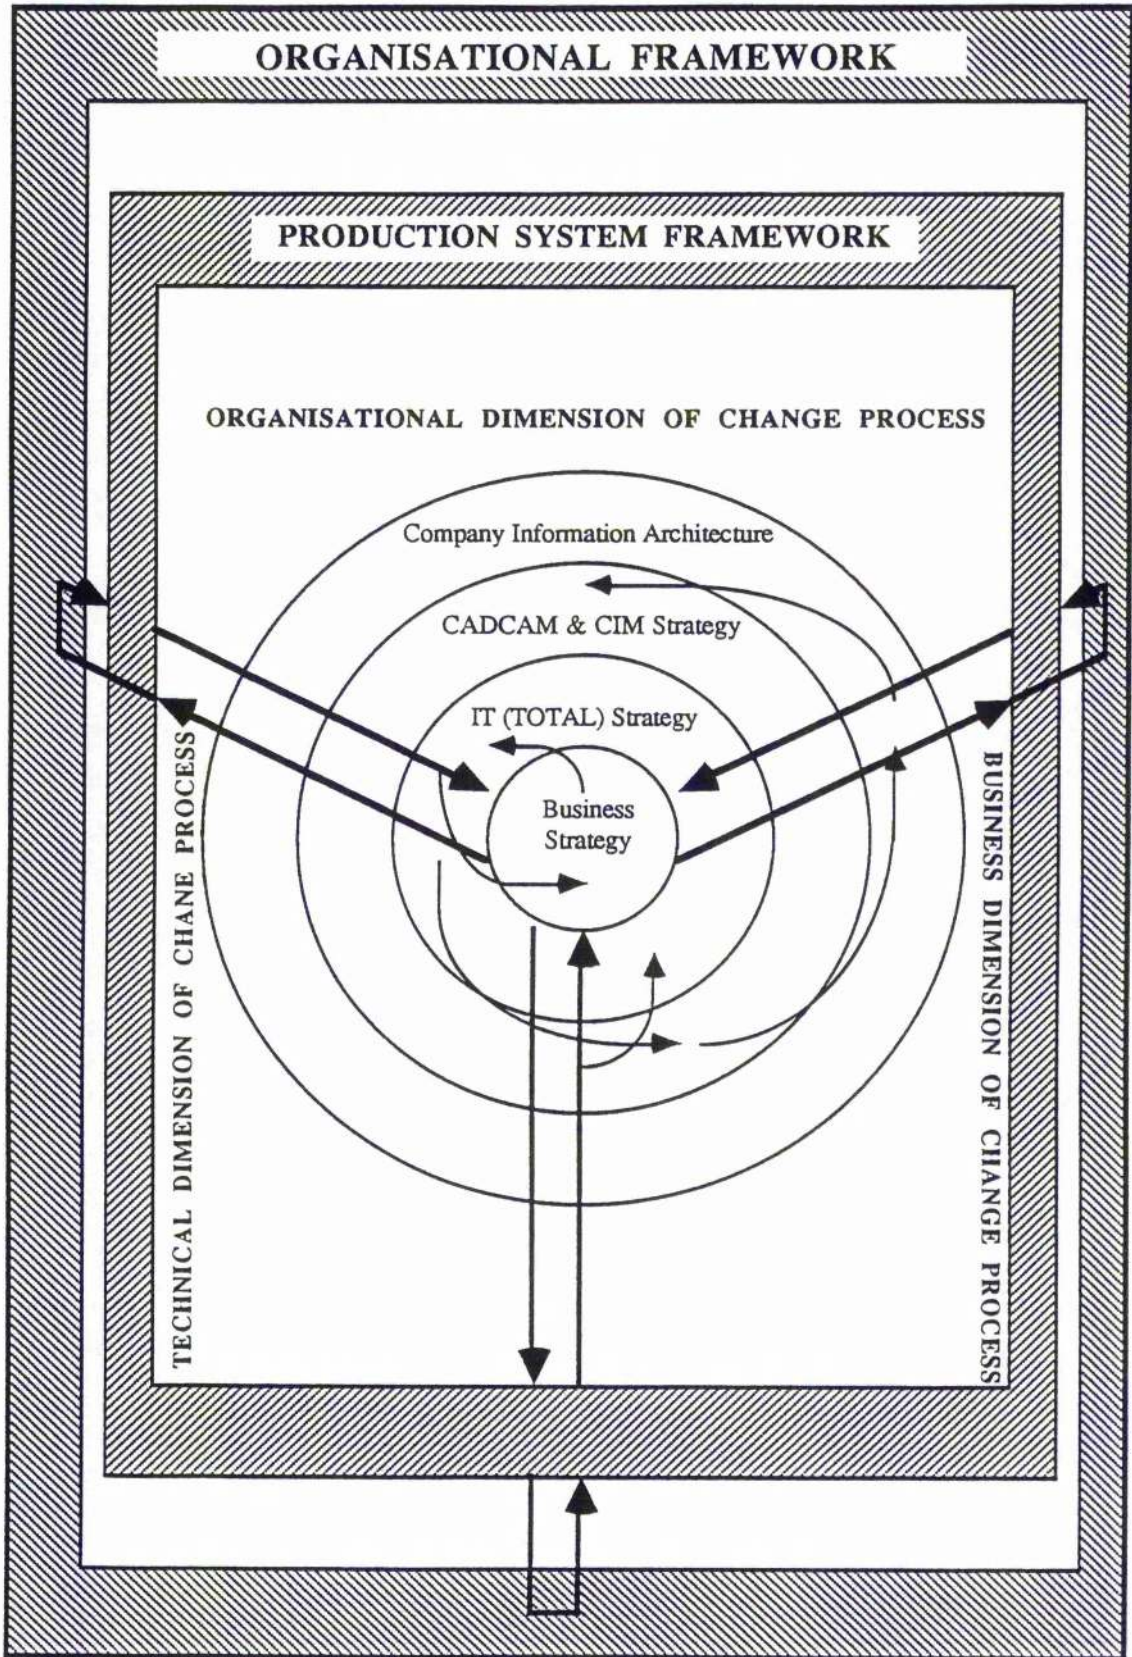 ORGANISATIONAL FRAMEWORK
PRODUCTION SYSTEM FRAMEWORK
ORGANISATIONAL DIMENSION OF CHANGE PROCESS
Company Information Architecture
CADCAM & CIM Strategy
IT (TOTAL) Strategy
Business
Strategy
TECHNICAL DIMENSION OF CHANE PROCESS
BUSINESS DIMENSION OF CHANGE PROCESS